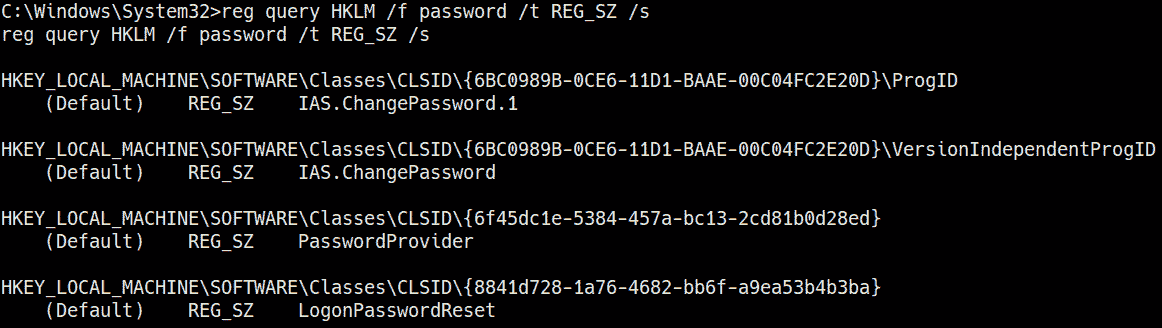 C:\Windows\System32>reg query HKLM /f password /t REG_SZ /s
reg query HKLM /f password /t REG_SZ /s
HKEY_LOCAL_MACHINE\SOFTWARE\Classes\CLSID\{6BC0989B-0CE6-11D1-BAAE-00C04FC2E20D}\ProgID
(Default)    REG_SZ    IAS.ChangePassword.1
HKEY_LOCAL_MACHINE\SOFTWARE\Classes\CLSID\{6BC0989B-0CE6-11D1-BAAE-00C04FC2E20D}\VersionIndependentProgID
(Default)    REG_SZ    IAS.ChangePassword
HKEY_LOCAL_MACHINE\SOFTWARE\Classes\CLSID\{6f45dc1e-5384-457a-bc13-2cd81b0d28ed}
(Default)    REG_SZ    PasswordProvider
HKEY_LOCAL_MACHINE\SOFTWARE\Classes\CLSID\{8841d728-1a76-4682-bb6f-a9ea53b4b3ba}
(Default)    REG_SZ    LogonPasswordReset